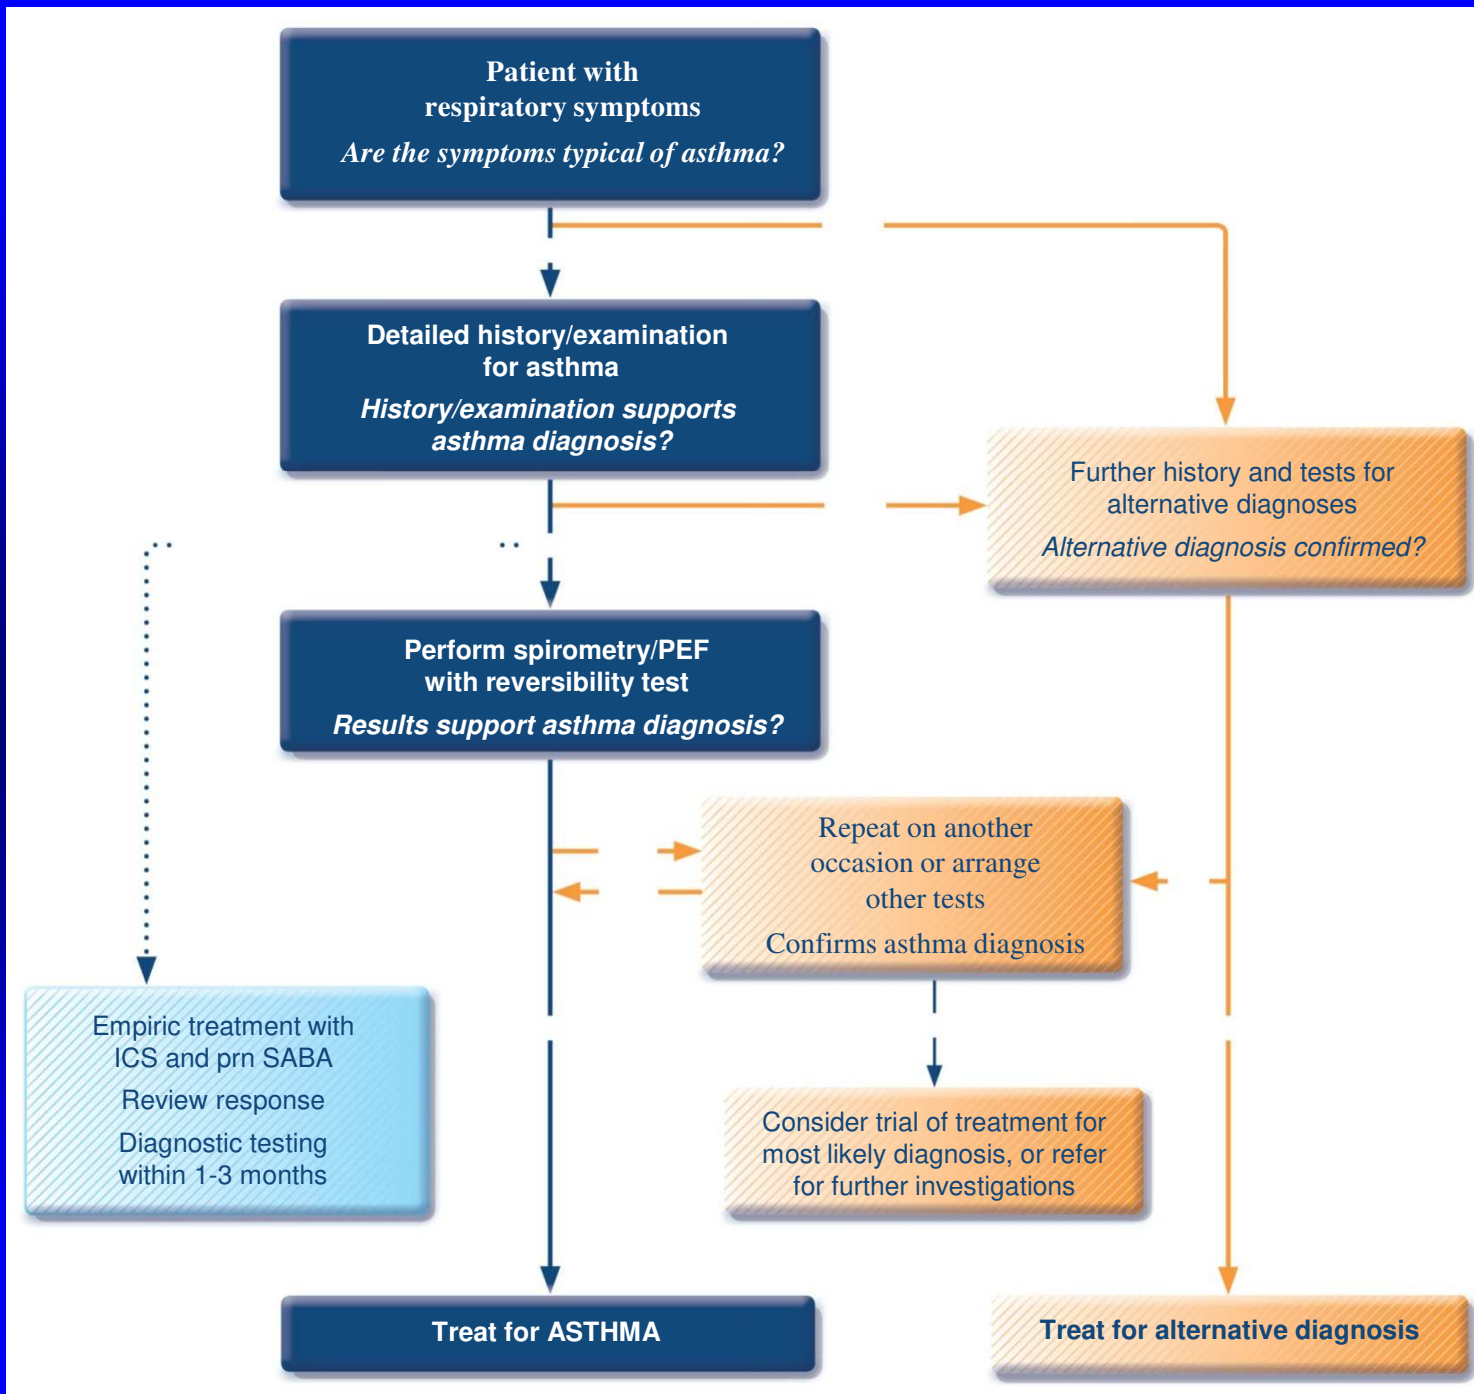 Patient with
respiratory symptoms
Are the symptoms typical of asthma?
Detailed history/examination
for asthma
History/examination supports
asthma diagnosis?
Further history and tests for
alternative diagnoses
Alternative diagnosis confirmed?
Perform spirometry/PEF
with reversibility test
Results support asthma diagnosis?
Repeat on another
occasion or arrange
other tests
Confirms asthma diagnosis
Empiric treatment with
ICS and prn SABA
Review response
Diagnostic testing
within 1-3 months
Consider trial of treatment for
most likely diagnosis, or refer
for further investigations
Treat for ASTHMA
Treat for alternative diagnosis